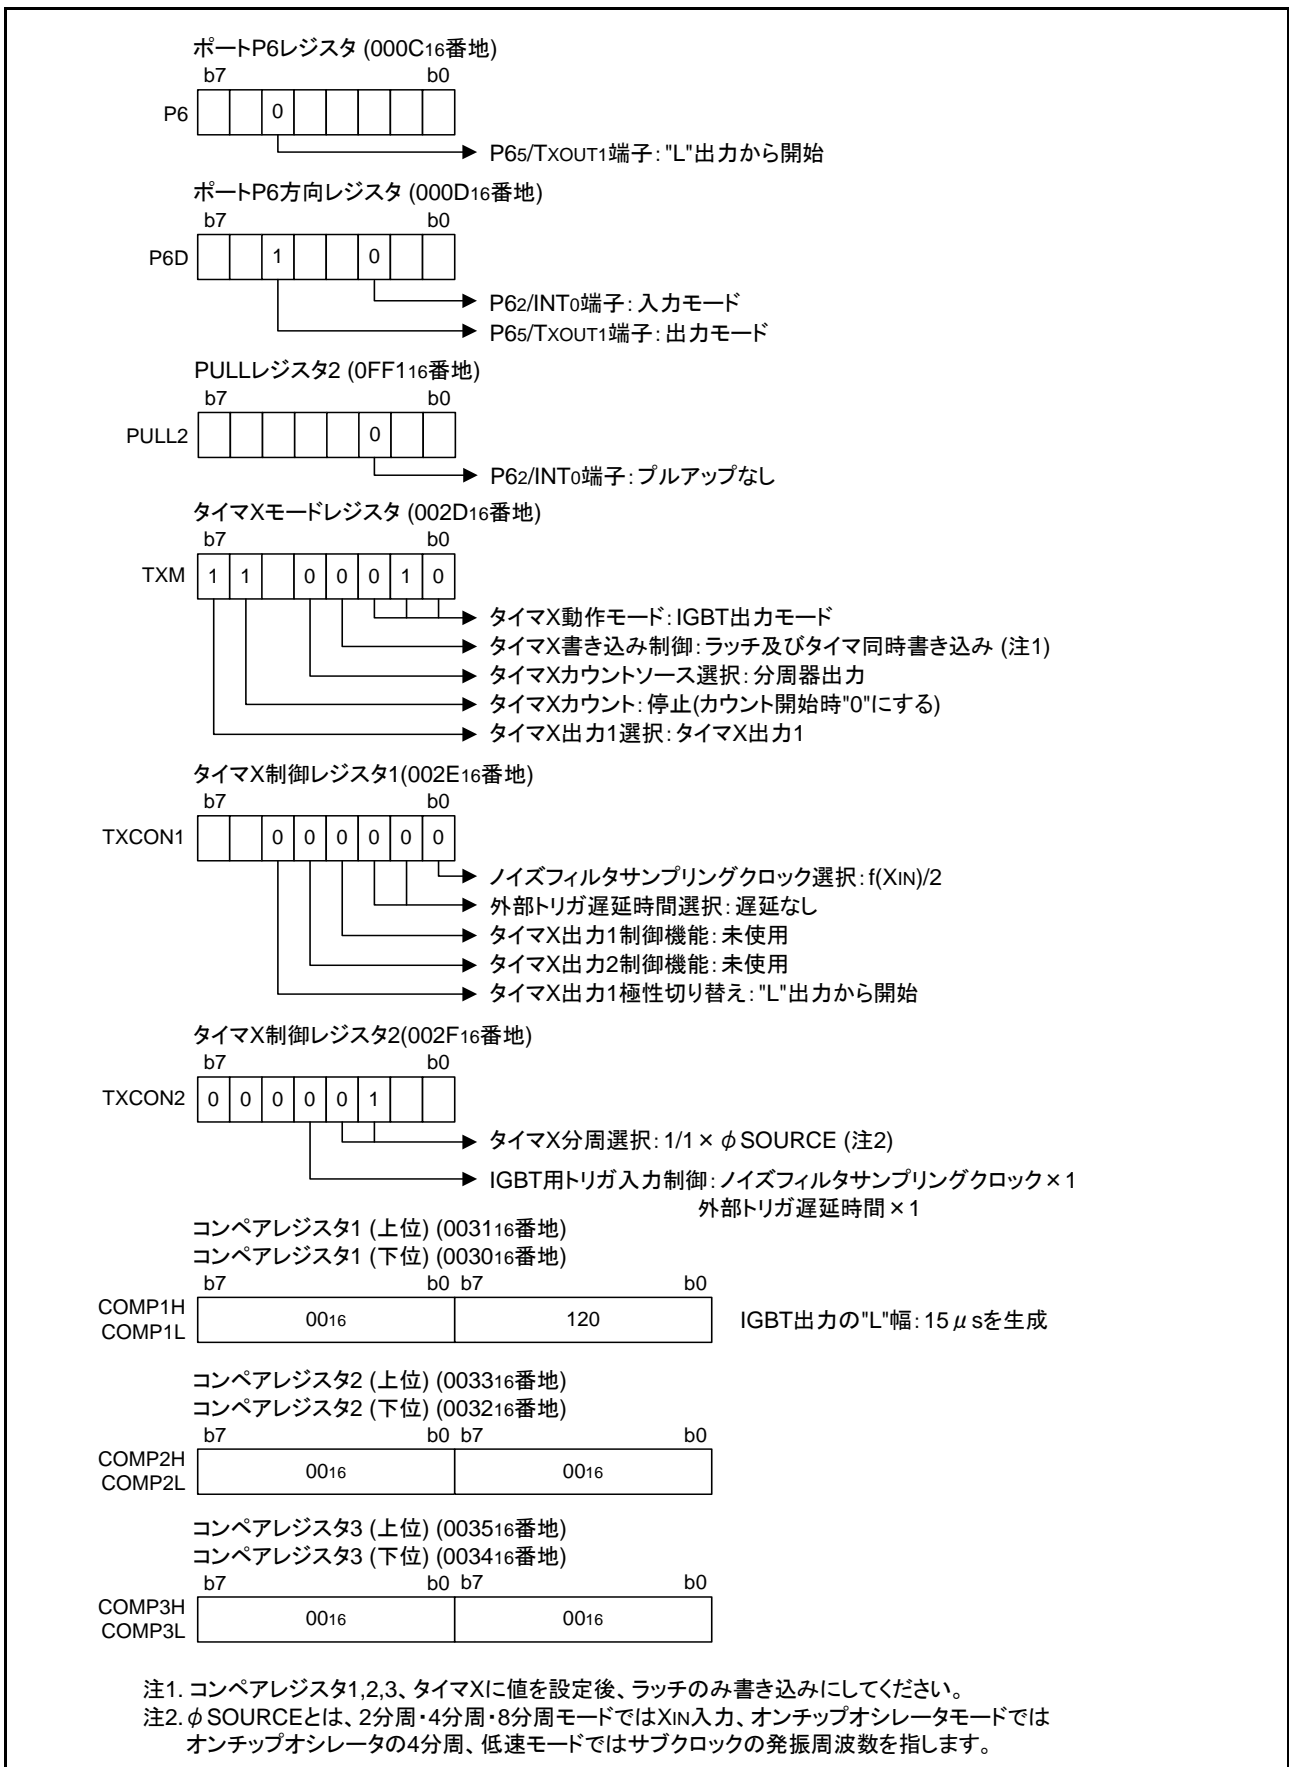 ポートP6レジスタ (000C16番地)
b7 b0
P6 0
P65/TXOUT1端子:"L"出力から開始
ポートP6方向レジスタ (000D16番地)
b7 b0
P6D 1 0
P62/INT0端子:入力モード
P65/TXOUT1端子:出力モード
PULLレジスタ2 (0FF116番地)
b7 b0
PULL2 0
P62/INT0端子:プルアップなし
タイマXモードレジスタ (002D16番地)
b7 b0
TXM 1 1 0 0 0 1 0
タイマX動作モード:IGBT出力モード
タイマX書き込み制御:ラッチ及びタイマ同時書き込み (注1)
タイマXカウントソース選択:分周器出力
タイマXカウント:停止(カウント開始時"0"にする)
タイマX出力1選択:タイマX出力1
タイマX制御レジスタ1(002E16番地)
b7 b0
TXCON1 0 0 0 0 0 0
ノイズフィルタサンプリングクロック選択:f(XIN)/2
外部トリガ遅延時間選択:遅延なし
タイマX出力1制御機能:未使用
タイマX出力2制御機能:未使用
タイマX出力1極性切り替え:"L"出力から開始
タイマX制御レジスタ2(002F16番地)
b7 b0
TXCON2 0 0 0 0 0 1
タイマX分周選択:1/1×φSOURCE (注2)
IGBT用トリガ入力制御:ノイズフィルタサンプリングクロック×1
外部トリガ遅延時間×1
コンペアレジスタ1 (上位) (003116番地)
コンペアレジスタ1 (下位) (003016番地)
b7 b0 b7 b0
COMP1H
COMP1L
0016 120 IGBT出力の"L"幅:15μsを生成
コンペアレジスタ2 (上位) (003316番地)
コンペアレジスタ2 (下位) (003216番地)
b7 b0 b7 b0
COMP2H
COMP2L
0016 0016
コンペアレジスタ3 (上位) (003516番地)
コンペアレジスタ3 (下位) (003416番地)
b7 b0 b7 b0
COMP3H
COMP3L
0016 0016
注1. コンペアレジスタ1,2,3、タイマXに値を設定後、ラッチのみ書き込みにしてください。
注2. φSOURCEとは、2分周・4分周・8分周モードではXIN入力、オンチップオシレータモードでは
オンチップオシレータの4分周、低速モードではサブクロックの発振周波数を指します。